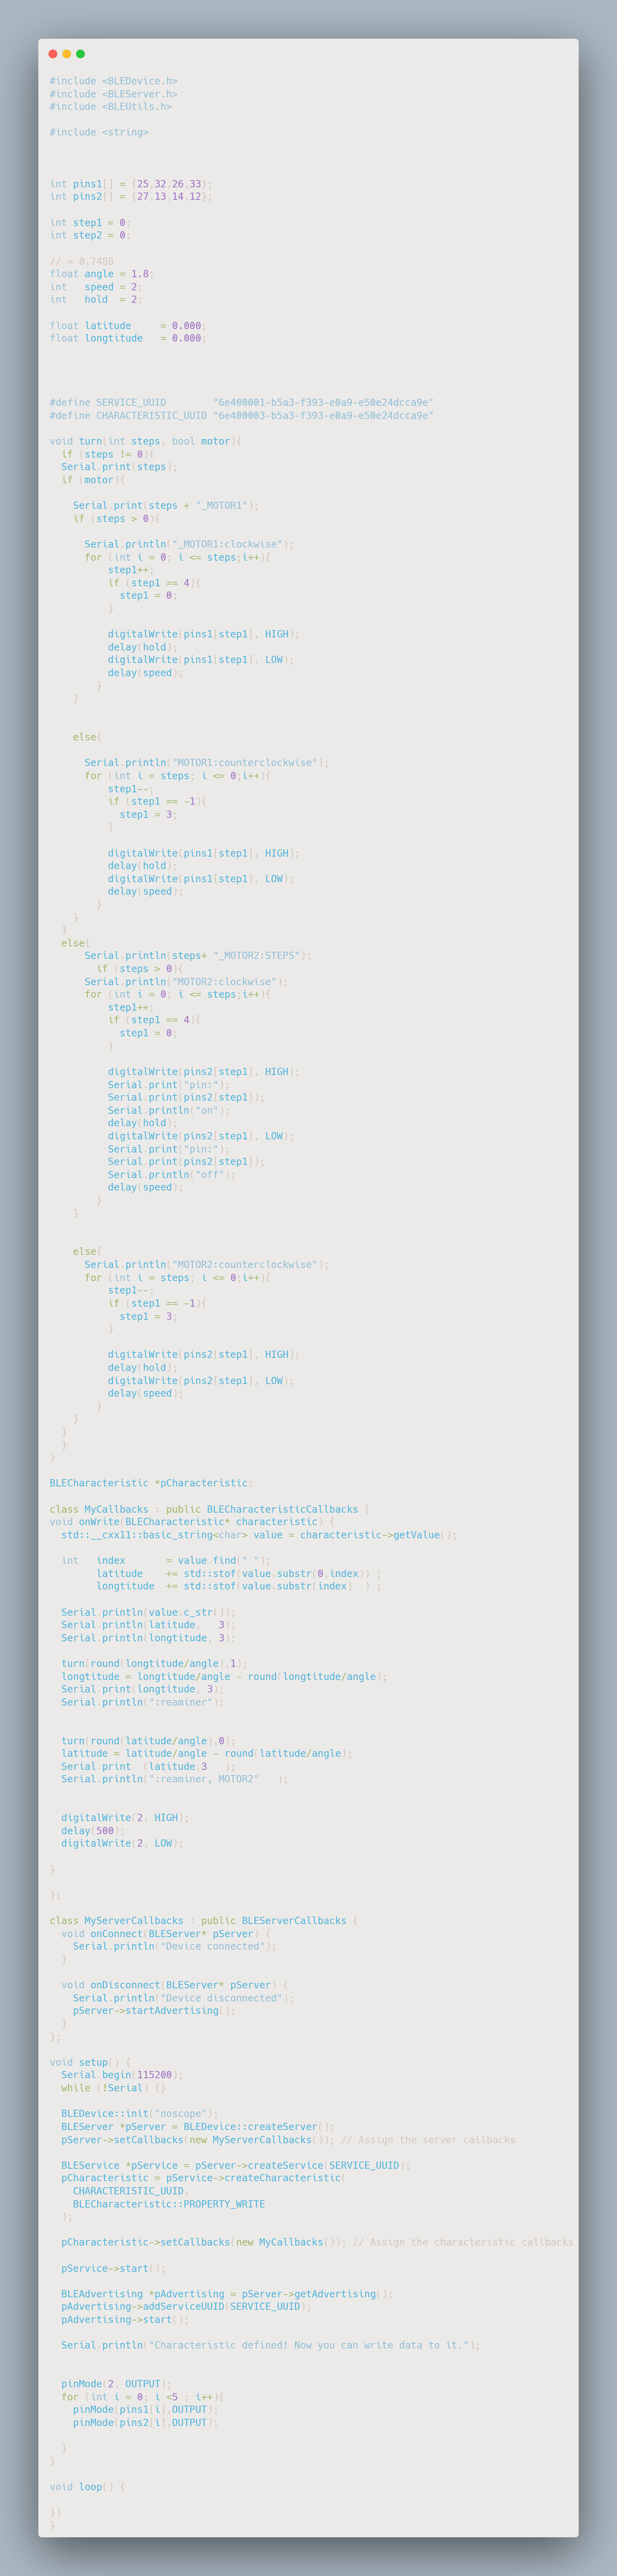 #include <BLEDevice.h>
#include <BLEServer.h>
#include <BLEUtils.h>

#include <string>

int pins1[] = {25,32,26,33};
int pins2[] = {27,13,14,12};

int step1 = 0;
int step2 = 0;

// = 0,7488
float angle = 1.8;
int   speed = 2;
int   hold  = 2;

float latitude     = 0.000;
float longtitude   = 0.000;

#define SERVICE_UUID        "6e400001-b5a3-f393-e0a9-e50e24dcca9e"
#define CHARACTERISTIC_UUID "6e400003-b5a3-f393-e0a9-e50e24dcca9e"

void turn(int steps, bool motor){
  if (steps != 0){
  Serial.print(steps);
  if (motor){

    Serial.print(steps + "_MOTOR1");
    if (steps > 0){

      Serial.println("_MOTOR1:clockwise");
      for (int i = 0; i <= steps;i++){
          step1++;
          if (step1 == 4){
            step1 = 0;
          }

          digitalWrite(pins1[step1], HIGH);
          delay(hold);
          digitalWrite(pins1[step1], LOW);
          delay(speed);
        }
    }

    else{

      Serial.println("MOTOR1:counterclockwise");
      for (int i = steps; i <= 0;i++){
          step1--;
          if (step1 == -1){
            step1 = 3;
          }

          digitalWrite(pins1[step1], HIGH);
          delay(hold);
          digitalWrite(pins1[step1], LOW);
          delay(speed);
        }
    }
  }
  else{
      Serial.println(steps+ "_MOTOR2:STEPS");
        if (steps > 0){
      Serial.println("MOTOR2:clockwise");
      for (int i = 0; i <= steps;i++){
          step1++;
          if (step1 == 4){
            step1 = 0;
          }

          digitalWrite(pins2[step1], HIGH);
          Serial.print("pin:");
          Serial.print(pins2[step1]);
          Serial.println("on");
          delay(hold);
          digitalWrite(pins2[step1], LOW);
          Serial.print("pin:");
          Serial.print(pins2[step1]);
          Serial.println("off");
          delay(speed);
        }
    }

    else{
      Serial.println("MOTOR2:counterclockwise");
      for (int i = steps; i <= 0;i++){
          step1--;
          if (step1 == -1){
            step1 = 3;
          }

          digitalWrite(pins2[step1], HIGH);
          delay(hold);
          digitalWrite(pins2[step1], LOW);
          delay(speed);
        }
    }
  }
  }
}

BLECharacteristic *pCharacteristic;

class MyCallbacks : public BLECharacteristicCallbacks {
void onWrite(BLECharacteristic* characteristic) {
  std::__cxx11::basic_string<char> value = characteristic->getValue();

  int   index       = value.find(" ");
        latitude    += std::stof(value.substr(0,index)) ;
        longtitude  += std::stof(value.substr(index)  ) ;

  Serial.println(value.c_str());
  Serial.println(latitude,   3);
  Serial.println(longtitude, 3);

  turn(round(longtitude/angle),1);
  longtitude = longtitude/angle - round(longtitude/angle);
  Serial.print(longtitude, 3);
  Serial.println(":reaminer");

  turn(round(latitude/angle),0);
  latitude = latitude/angle - round(latitude/angle);
  Serial.print  (latitude,3   );
  Serial.println(":reaminer, MOTOR2"   );

  digitalWrite(2, HIGH);
  delay(500);
  digitalWrite(2, LOW);

}

};

class MyServerCallbacks : public BLEServerCallbacks {
  void onConnect(BLEServer* pServer) {
    Serial.println("Device connected");
  }

  void onDisconnect(BLEServer* pServer) {
    Serial.println("Device disconnected");
    pServer->startAdvertising();
  }
};

void setup() {
  Serial.begin(115200);
  while (!Serial) {}

  BLEDevice::init("noscope");
  BLEServer *pServer = BLEDevice::createServer();
  pServer->setCallbacks(new MyServerCallbacks()); // Assign the server callbacks

  BLEService *pService = pServer->createService(SERVICE_UUID);
  pCharacteristic = pService->createCharacteristic(
    CHARACTERISTIC_UUID,
    BLECharacteristic::PROPERTY_WRITE
  );

  pCharacteristic->setCallbacks(new MyCallbacks()); // Assign the characteristic callbacks

  pService->start();

  BLEAdvertising *pAdvertising = pServer->getAdvertising();
  pAdvertising->addServiceUUID(SERVICE_UUID);
  pAdvertising->start();

  Serial.println("Characteristic defined! Now you can write data to it.");

  pinMode(2, OUTPUT);
  for (int i = 0; i <5 ; i++){
    pinMode(pins1[i],OUTPUT);
    pinMode(pins2[i],OUTPUT);

  }
}

void loop() {

})
}